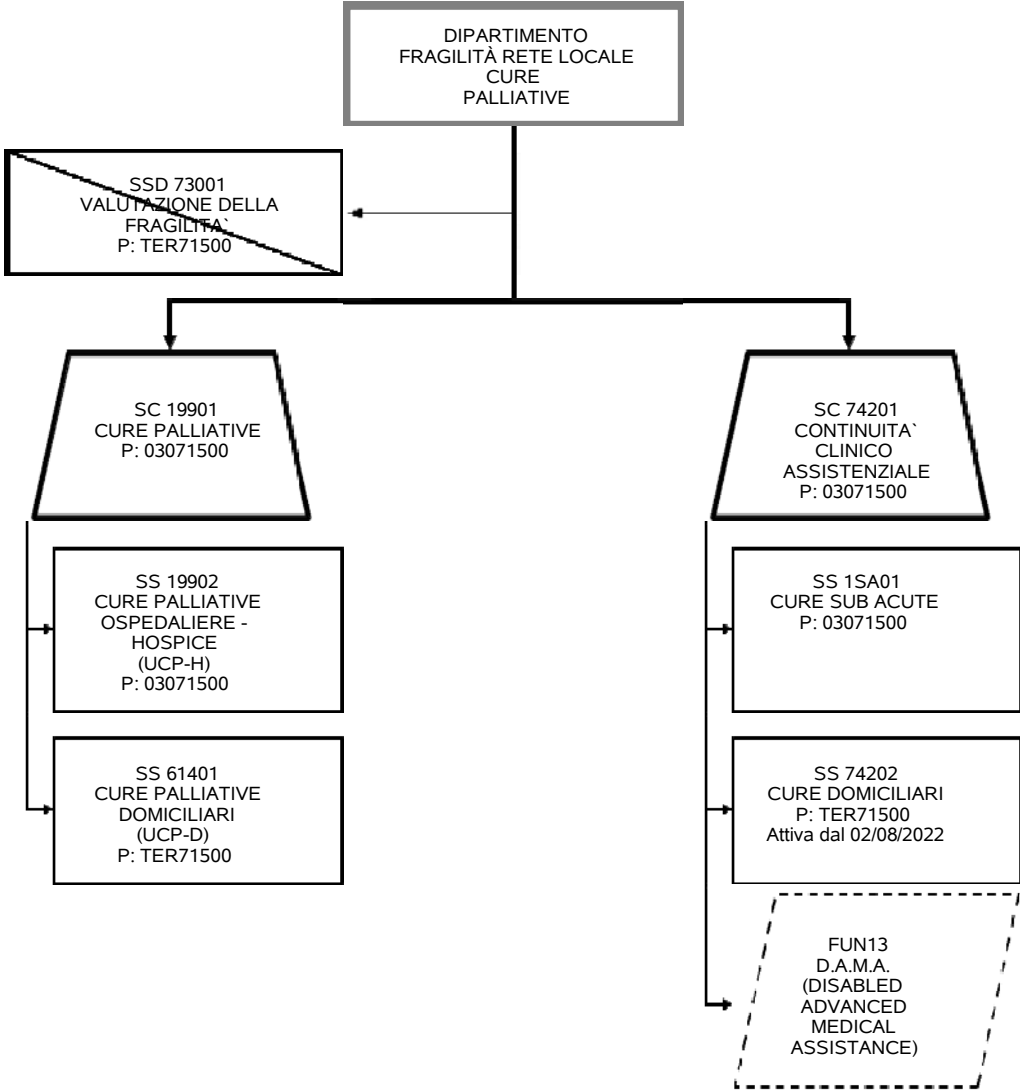 DIPARTIMENTO
FRAGILITÀ RETE LOCALE
CURE
PALLIATIVE
SSD 73001
VALUTAZIONE DELLA
FRAGILITA`
P: TER71500
SC 19901
CURE PALLIATIVE
P: 03071500
SC 74201
CONTINUITA`
CLINICO
ASSISTENZIALE
P: 03071500
SS 19902
CURE PALLIATIVE
OSPEDALIERE -
HOSPICE
(UCP-H)
P: 03071500
SS 1SA01
CURE SUB ACUTE
P: 03071500
SS 61401
CURE PALLIATIVE
DOMICILIARI
(UCP-D)
P: TER71500
SS 74202
CURE DOMICILIARI
P: TER71500
Attiva dal 02/08/2022
FUN13
D.A.M.A.
(DISABLED
ADVANCED
MEDICAL
ASSISTANCE)